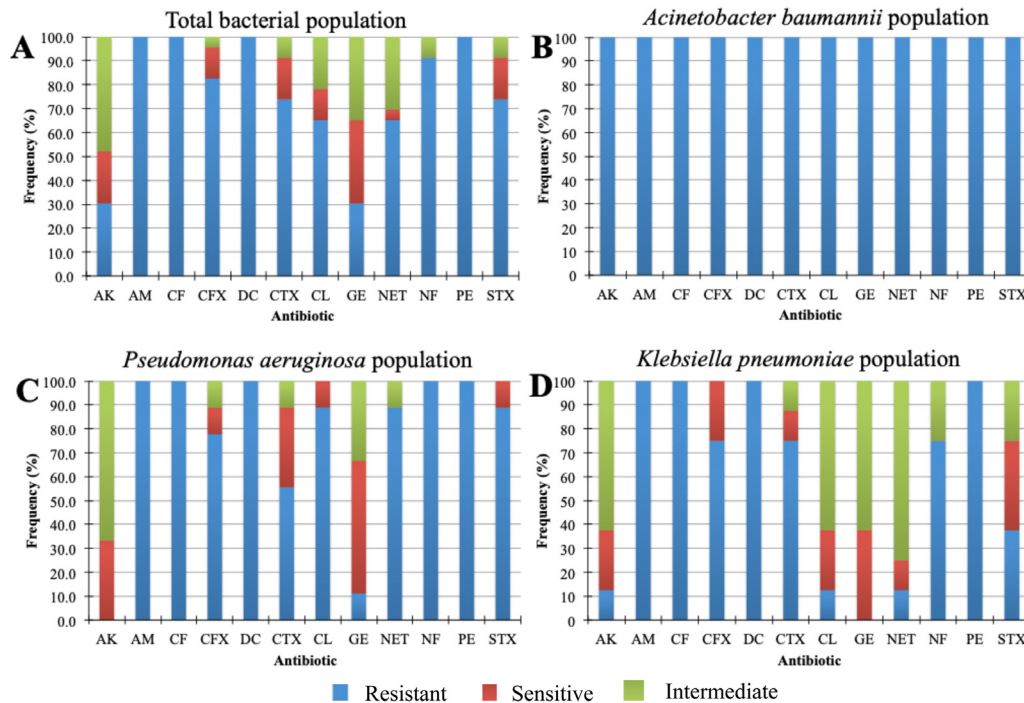 Total bacterial population
A
100.0
90.0
80.0
70.0
60.0
50.0
40.0
30.0
20.0
10.0
0.0
Frequency (%)
AK AM CF CFX DC CTX CL GE NET NF PE STX
Antibiotic
Acinetobacter baumannii population
B
100
90
80
70
60
50
40
30
20
10
0
Frequency (%)
AK AM CF CFX DC CTX CL GE NET NF PE STX
Antibiotic
Pseudomonas aeruginosa population
C
100.0
90.0
80.0
70.0
60.0
50.0
40.0
30.0
20.0
10.0
0.0
Frequency (%)
AK AM CF CFX DC CTX CL GE NET NF PE STX
Antibiotic
Klebsiella pneumoniae population
D
100
90
80
70
60
50
40
30
20
10
0
Frequency (%)
AK AM CF CFX DC CTX CL GE NET NF PE STX
Antibiotic
Resistant Sensitive Intermediate